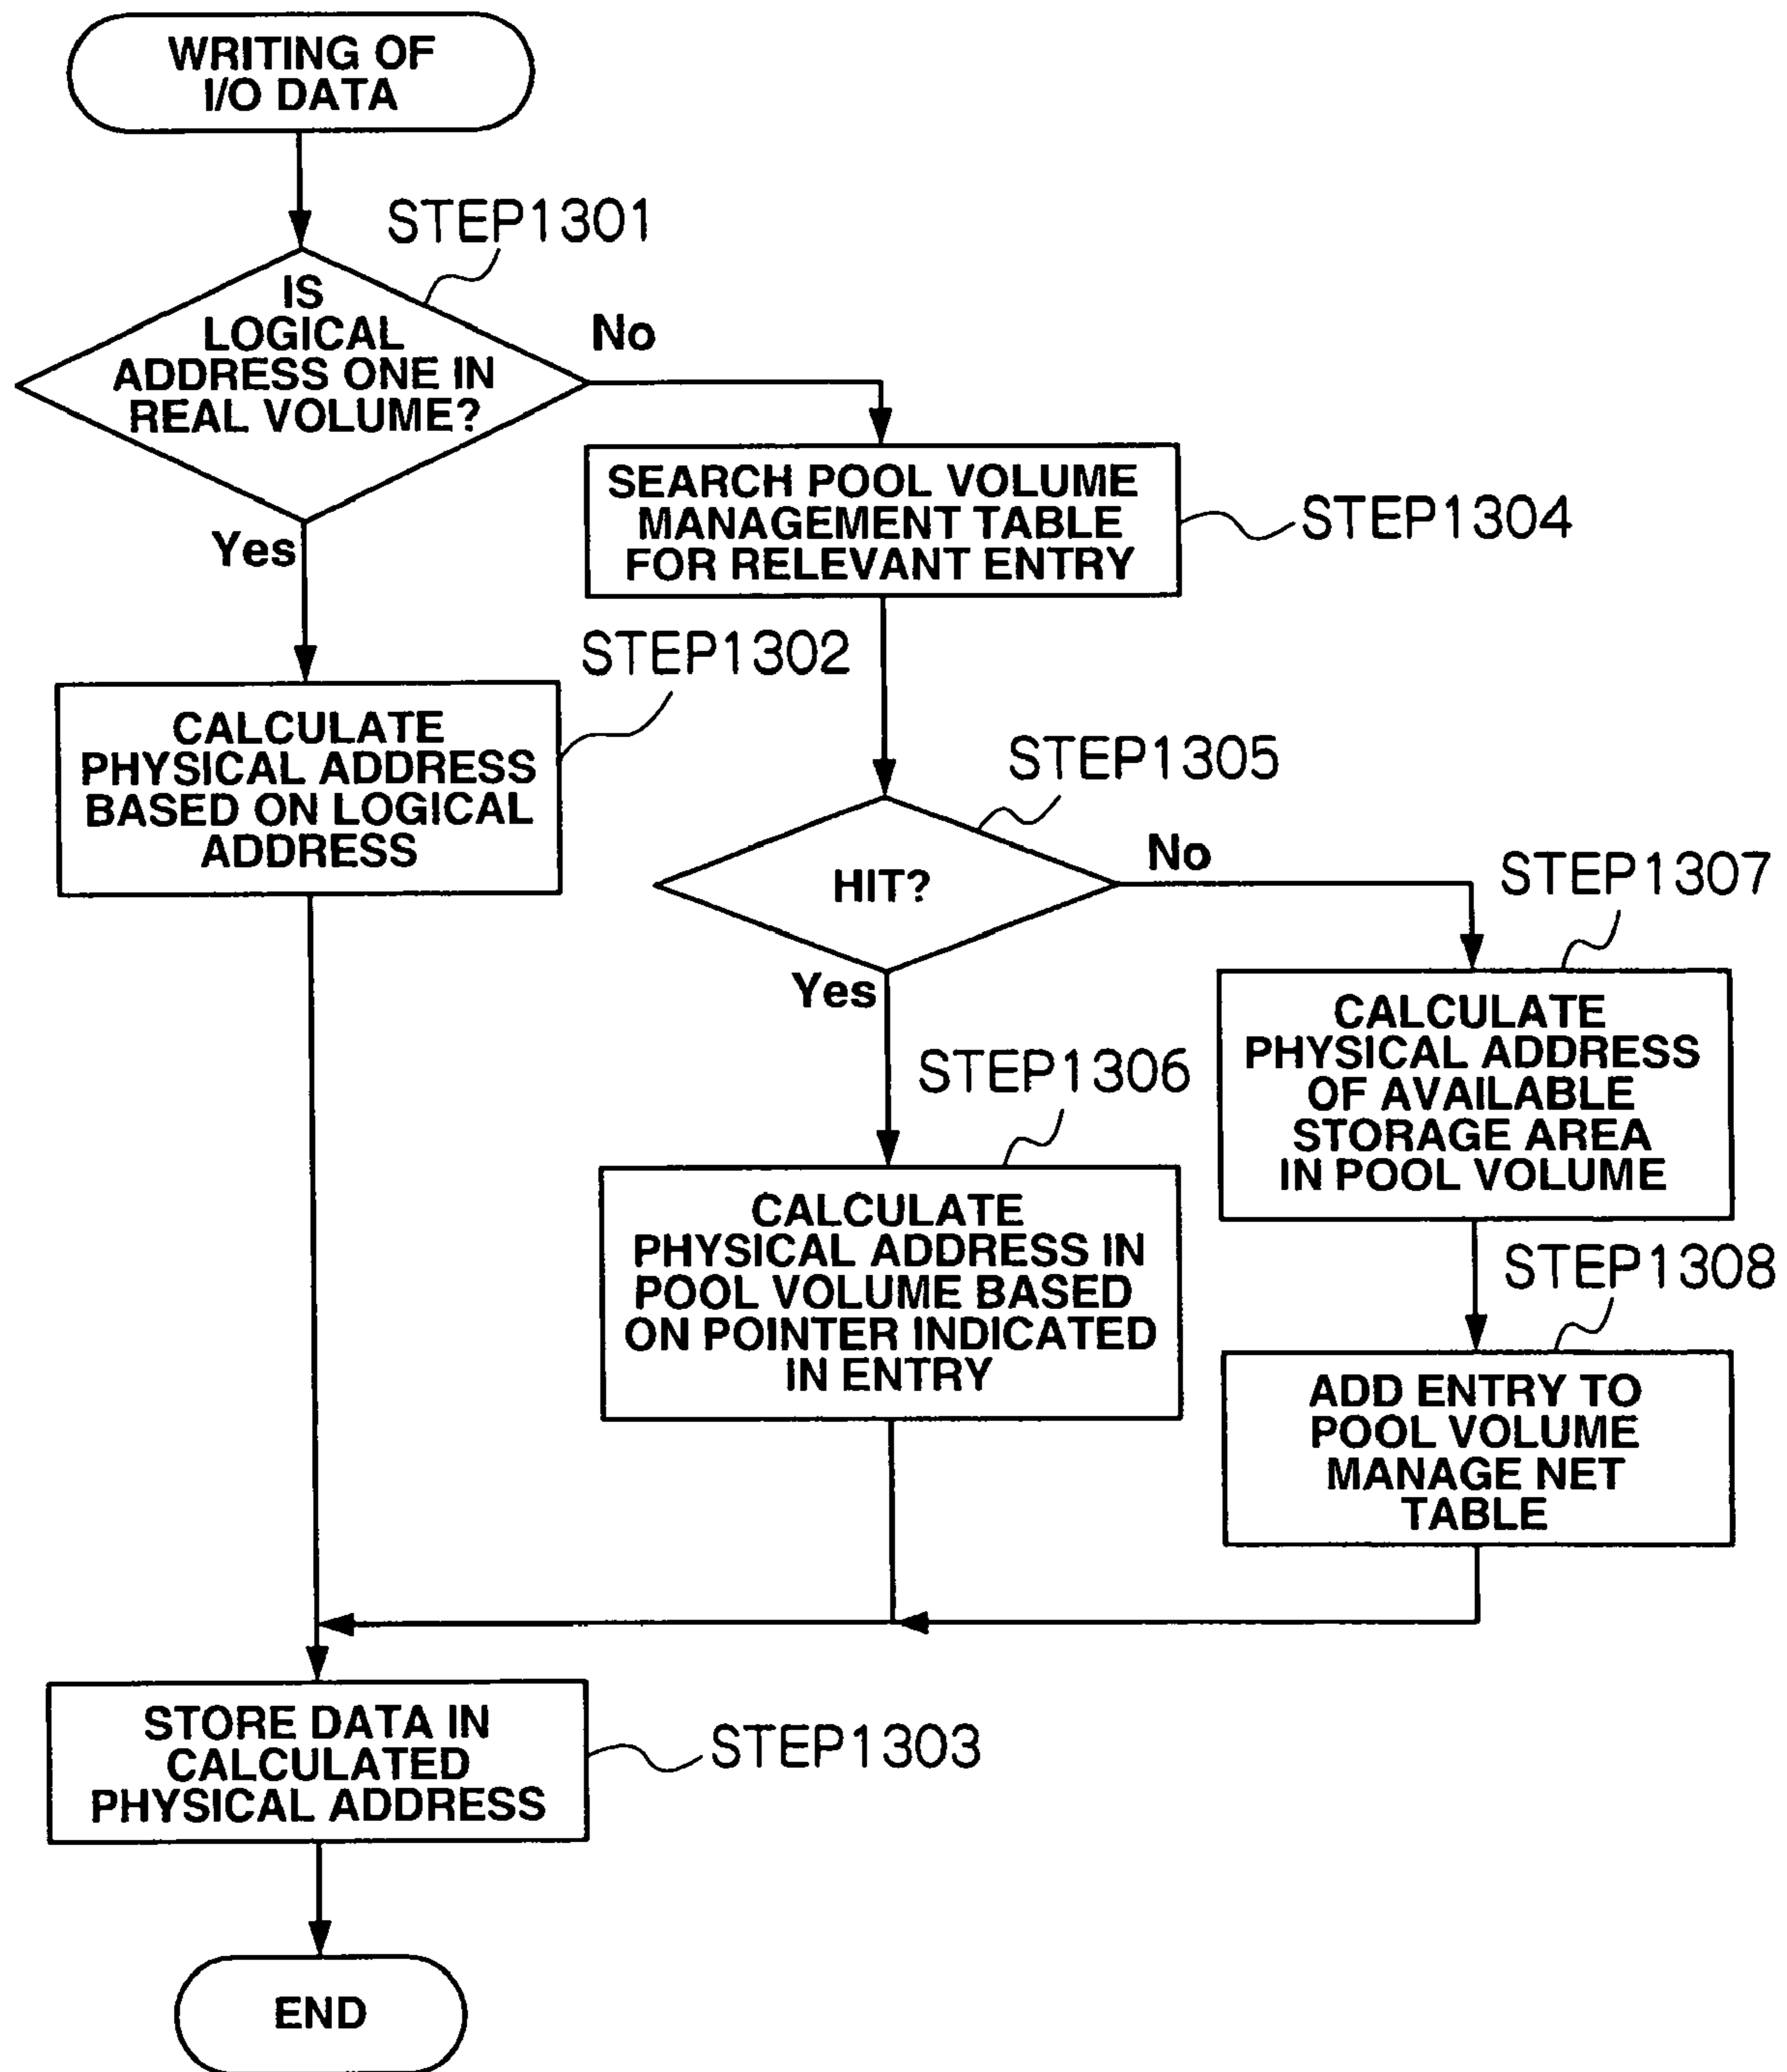 WRITING OF
I/O DATA
STEP1301
IS
LOGICAL
ADDRESS ONE IN
REAL VOLUME?
No
Yes
SEARCH POOL VOLUME
MANAGEMENT TABLE
FOR RELEVANT ENTRY
STEP1304
STEP1302
CALCULATE
PHYSICAL ADDRESS
BASED ON LOGICAL
ADDRESS
STEP1305
HIT?
No
Yes
STEP1307
CALCULATE
PHYSICAL ADDRESS
OF AVAILABLE
STORAGE AREA
IN POOL VOLUME
STEP1306
CALCULATE
PHYSICAL ADDRESS IN
POOL VOLUME BASED
ON POINTER INDICATED
IN ENTRY
STEP1308
ADD ENTRY TO
POOL VOLUME
MANAGE NET
TABLE
STORE DATA IN
CALCULATED
PHYSICAL ADDRESS
STEP1303
END